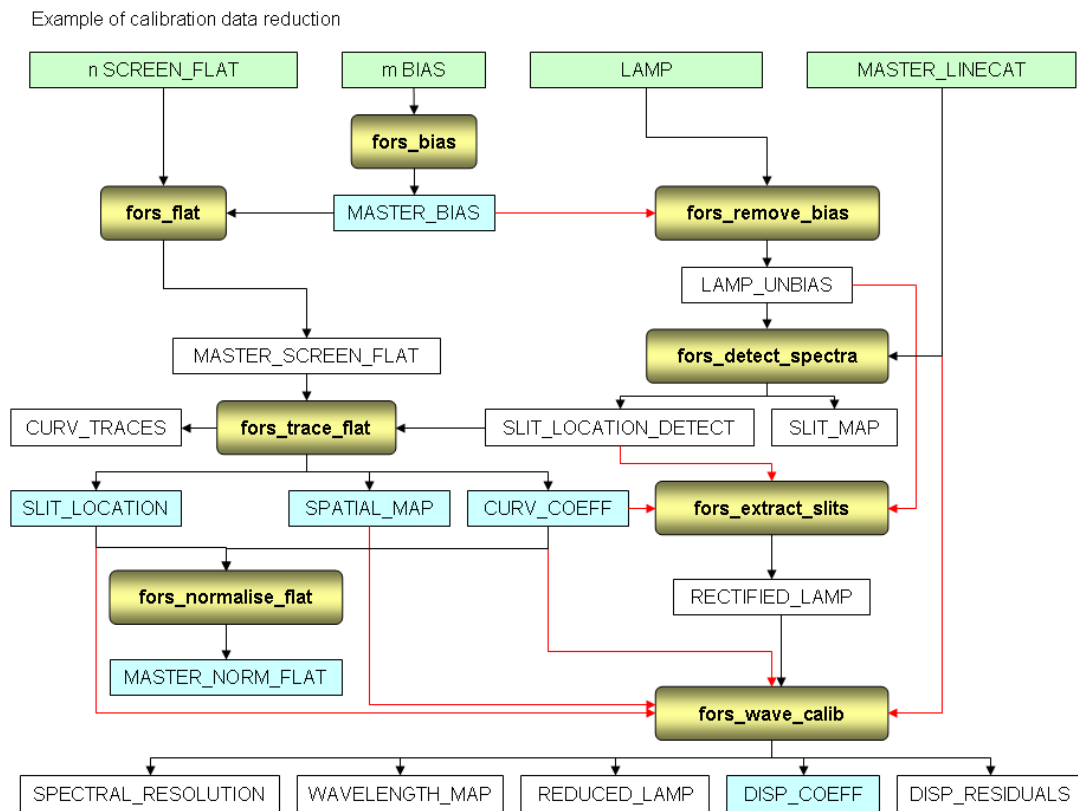 Example of calibration data reduction
n SCREEN_FLAT
m BIAS
LAMP
MASTER_LINECAT
fors_bias
fors_flat
MASTER_BIAS
fors_remove_bias
LAMP_UNBIAS
MASTER_SCREEN_FLAT
fors_detect_spectra
CURV_TRACES
fors_trace_flat
SLIT_LOCATION_DETECT
SLIT_MAP
SLIT_LOCATION
SPATIAL_MAP
CURV_COEFF
fors_extract_slits
fors_normalise_flat
RECTIFIED_LAMP
MASTER_NORM_FLAT
fors_wave_calib
SPECTRAL_RESOLUTION
WAVELENGTH_MAP
REDUCED_LAMP
DISP_COEFF
DISP_RESIDUALS